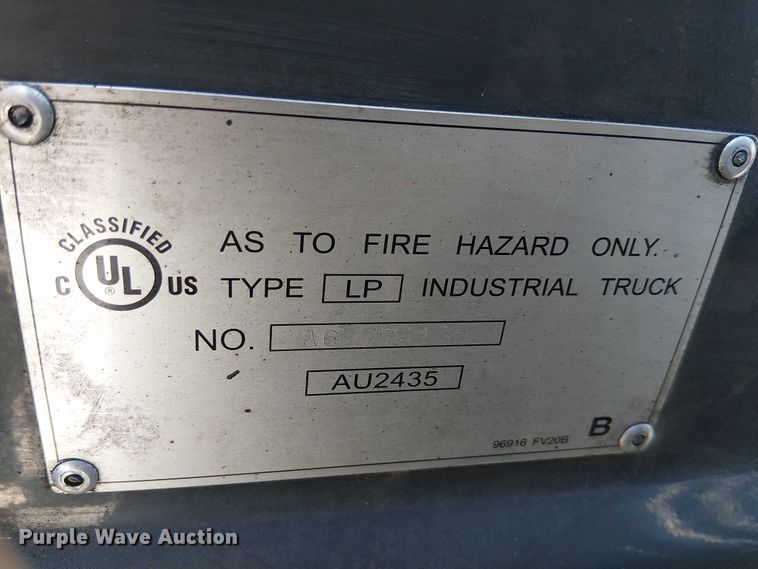 CLASSIFIED
C UL US
®
AS TO FIRE HAZARD ONLY.
TYPE LP INDUSTRIAL TRUCK
NO.
AU2435
96916 FV20B
B
Purple Wave Auction